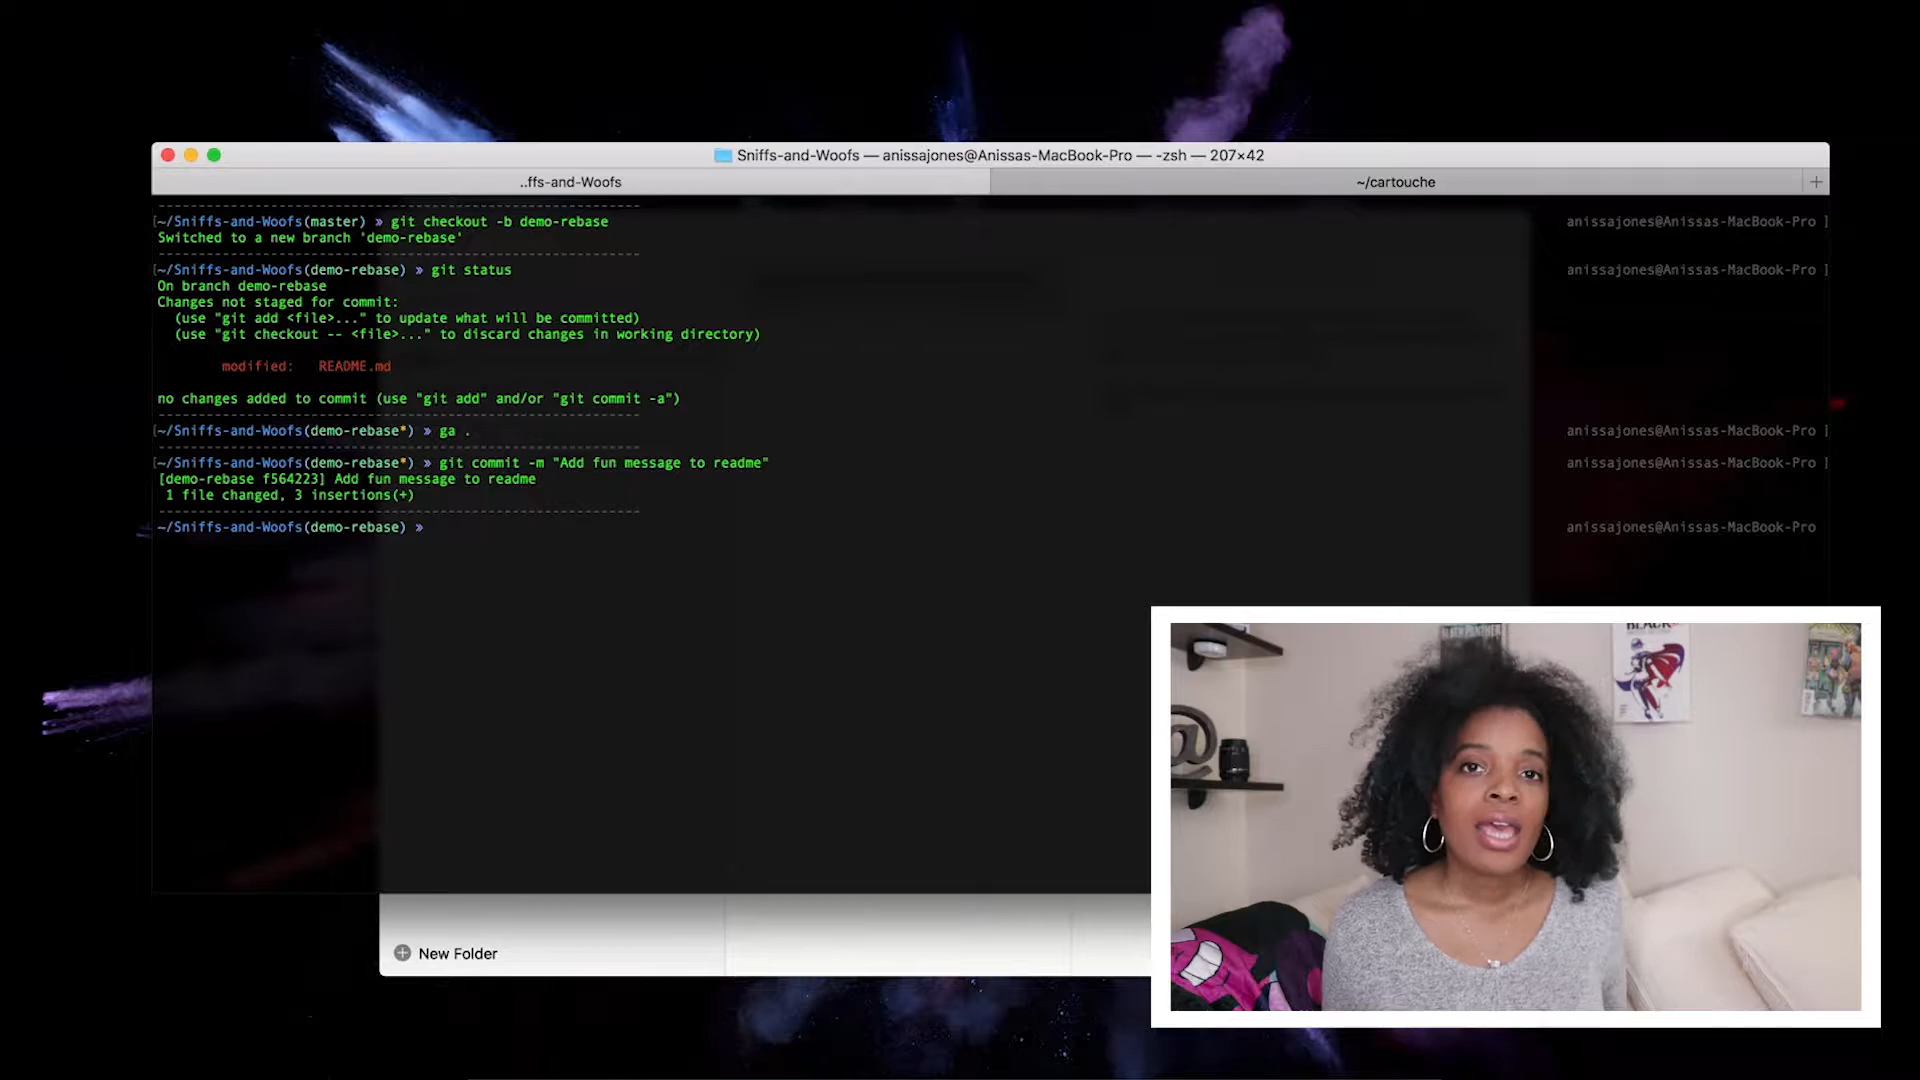 Sniffs-and-Woofs — anissajones@Anissas-MacBook-Pro — -zsh — 207×42
..ffs-and-Woofs
~/cartouche
[~/Sniffs-and-Woofs(master) » git checkout -b demo-rebase anissajones@Anissas-MacBook-Pro ]
Switched to a new branch 'demo-rebase'
[~/Sniffs-and-Woofs(demo-rebase) » git status anissajones@Anissas-MacBook-Pro ]
On branch demo-rebase
Changes not staged for commit:
(use "git add <file>..." to update what will be committed)
(use "git checkout -- <file>..." to discard changes in working directory)
modified: README.md
no changes added to commit (use "git add" and/or "git commit -a")
[~/Sniffs-and-Woofs(demo-rebase*) » ga . anissajones@Anissas-MacBook-Pro ]
[~/Sniffs-and-Woofs(demo-rebase*) » git commit -m "Add fun message to readme" anissajones@Anissas-MacBook-Pro ]
[demo-rebase f564223] Add fun message to readme
1 file changed, 3 insertions(+)
~/Sniffs-and-Woofs(demo-rebase) » anissajones@Anissas-MacBook-Pro
New Folder
BLACK
@